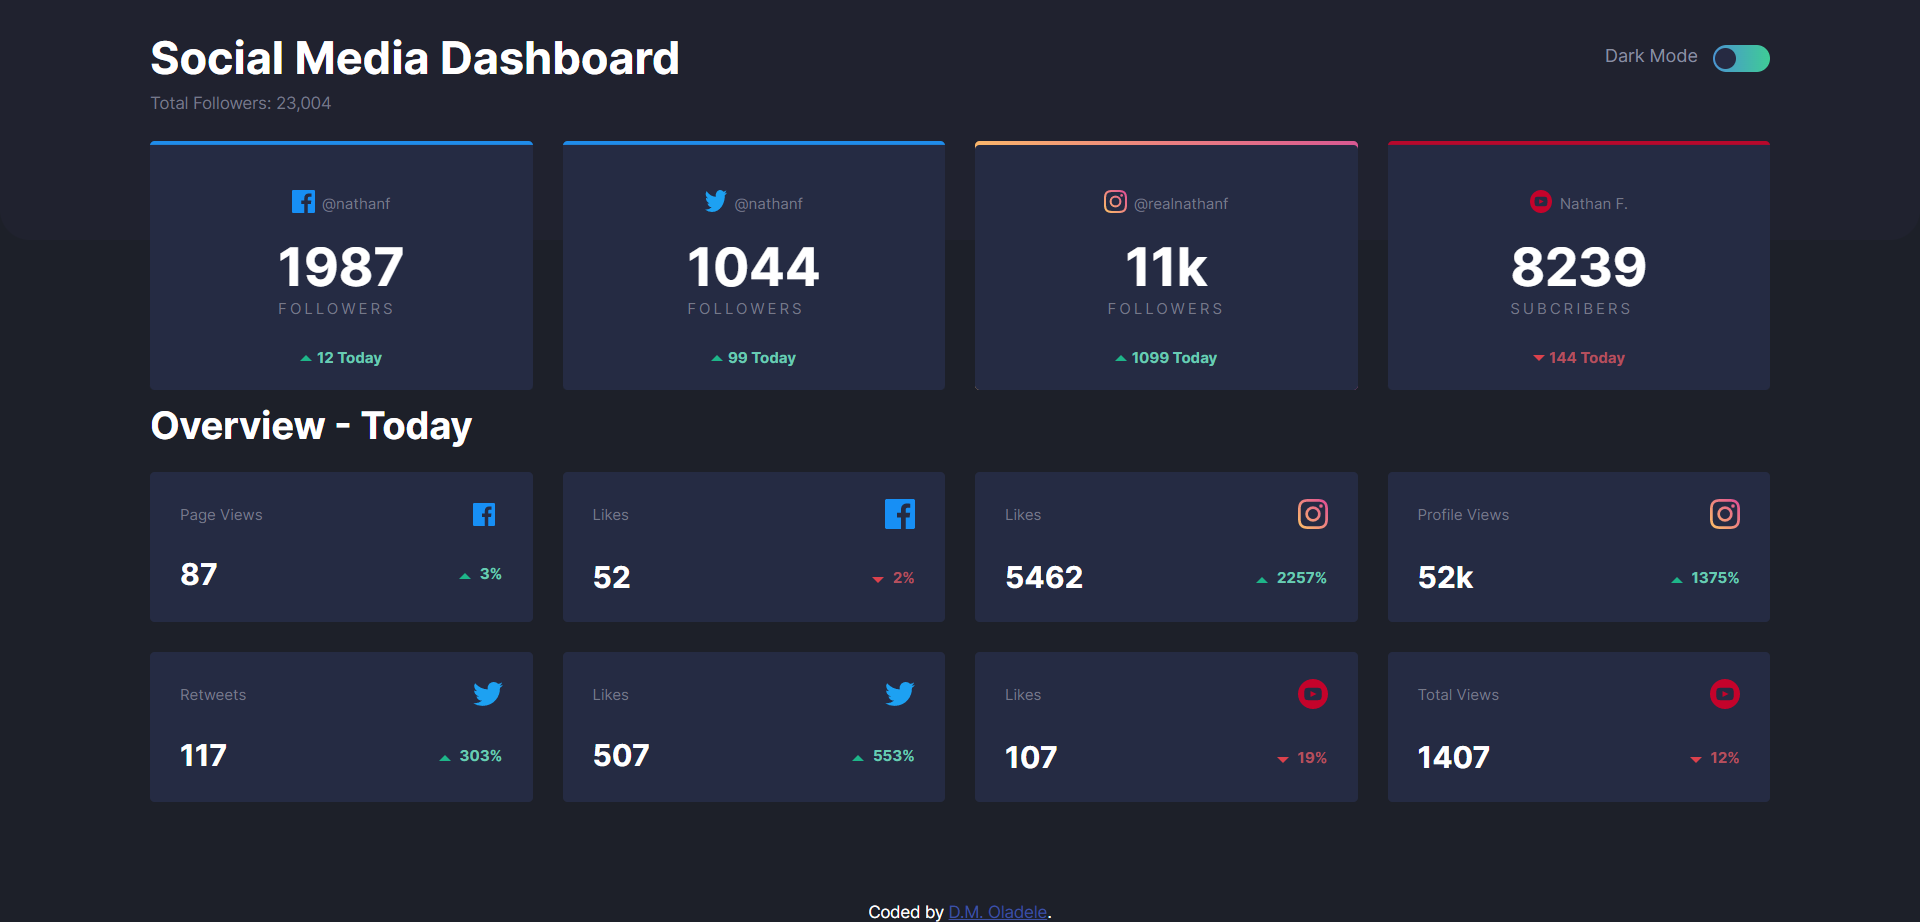 Social Media Dashboard
Dark Mode
Total Followers: 23,004
@nathanf
1987
FOLLOWERS
12 Today
@nathanf
1044
FOLLOWERS
99 Today
@realnathanf
11k
FOLLOWERS
1099 Today
Nathan F.
8239
SUBCRIBERS
144 Today
Overview - Today
Page Views
87
3%
Likes
52
2%
Likes
5462
2257%
Profile Views
52k
1375%
Retweets
117
303%
Likes
507
553%
Likes
107
19%
Total Views
1407
12%
Coded by D.M. Oladele.